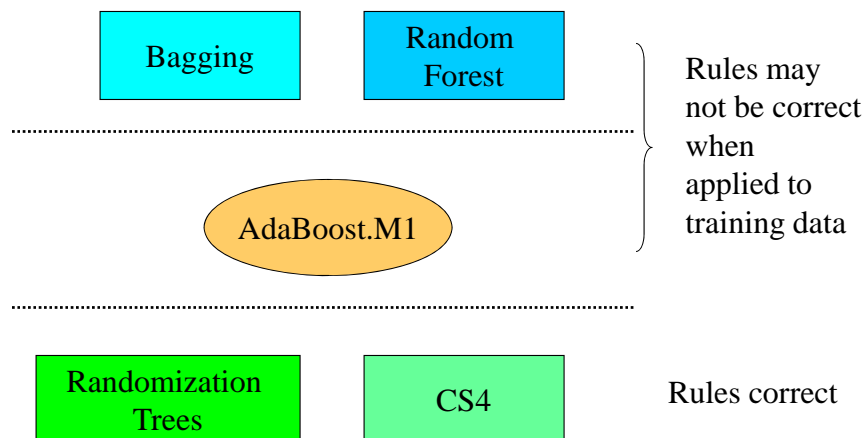 Bagging
Random
Forest
Rules may
not be correct
when
applied to
training data
AdaBoost.M1
Randomization
Trees
CS4
Rules correct